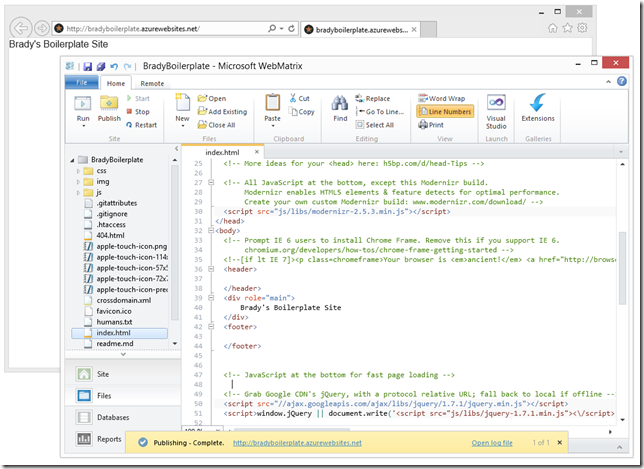 http://bradyboilerplate.azurewebsites.net/
bradyboilerplate.azurewebs...
Brady's Boilerplate Site
BradyBoilerplate - Microsoft WebMatrix
File
Home
Remote
Run
Publish
Start
Stop
Restart
Site
New
Open
Add Existing
Close All
Files
Paste
Cut
Copy
Clipboard
Find
Replace
Go To Line...
Select All
Editing
Word Wrap
Line Numbers
Print
View
Visual Studio
Launch
Extensions
Galleries
BradyBoilerplate
css
img
js
.gitattributes
.gitignore
.htaccess
404.html
apple-touch-icon.png
apple-touch-icon-114x
apple-touch-icon-57x5
apple-touch-icon-72x7
apple-touch-icon-prec
crossdomain.xml
favicon.ico
humans.txt
index.html
readme.md
Site
Files
Databases
Reports
index.html
25 <!-- More ideas for your <head> here: h5bp.com/d/head-Tips -->
26
27 <!-- All JavaScript at the bottom, except this Modernizr build.
28 Modernizr enables HTML5 elements & feature detects for optimal performance.
29 Create your own custom Modernizr build: www.modernizr.com/download/ -->
30 <script src="js/libs/modernizr-2.5.3.min.js"></script>
31 </head>
32 <body>
33 <!-- Prompt IE 6 users to install Chrome Frame. Remove this if you support IE 6.
34 chromium.org/developers/how-tos/chrome-frame-getting-started -->
35 <!--[if lt IE 7]><p class=chromeframe>Your browser is <em>ancient!</em> <a href="http://browse
36 <header>
37
38 </header>
39 <div role="main">
40 Brady's Boilerplate Site
41 </div>
42 <footer>
43
44 </footer>
45
46
47 <!-- JavaScript at the bottom for fast page loading -->
48
49 <!-- Grab Google CDN's jQuery, with a protocol relative URL; fall back to local if offline --
50 <script src="//ajax.googleapis.com/ajax/libs/jquery/1.7.1/jquery.min.js"></script>
51 <script>window.jQuery || document.write('<script src="js/libs/jquery-1.7.1.min.js"><\/script>
Publishing - Complete. http://bradyboilerplate.azurewebsites.net Open log file 1 of 1